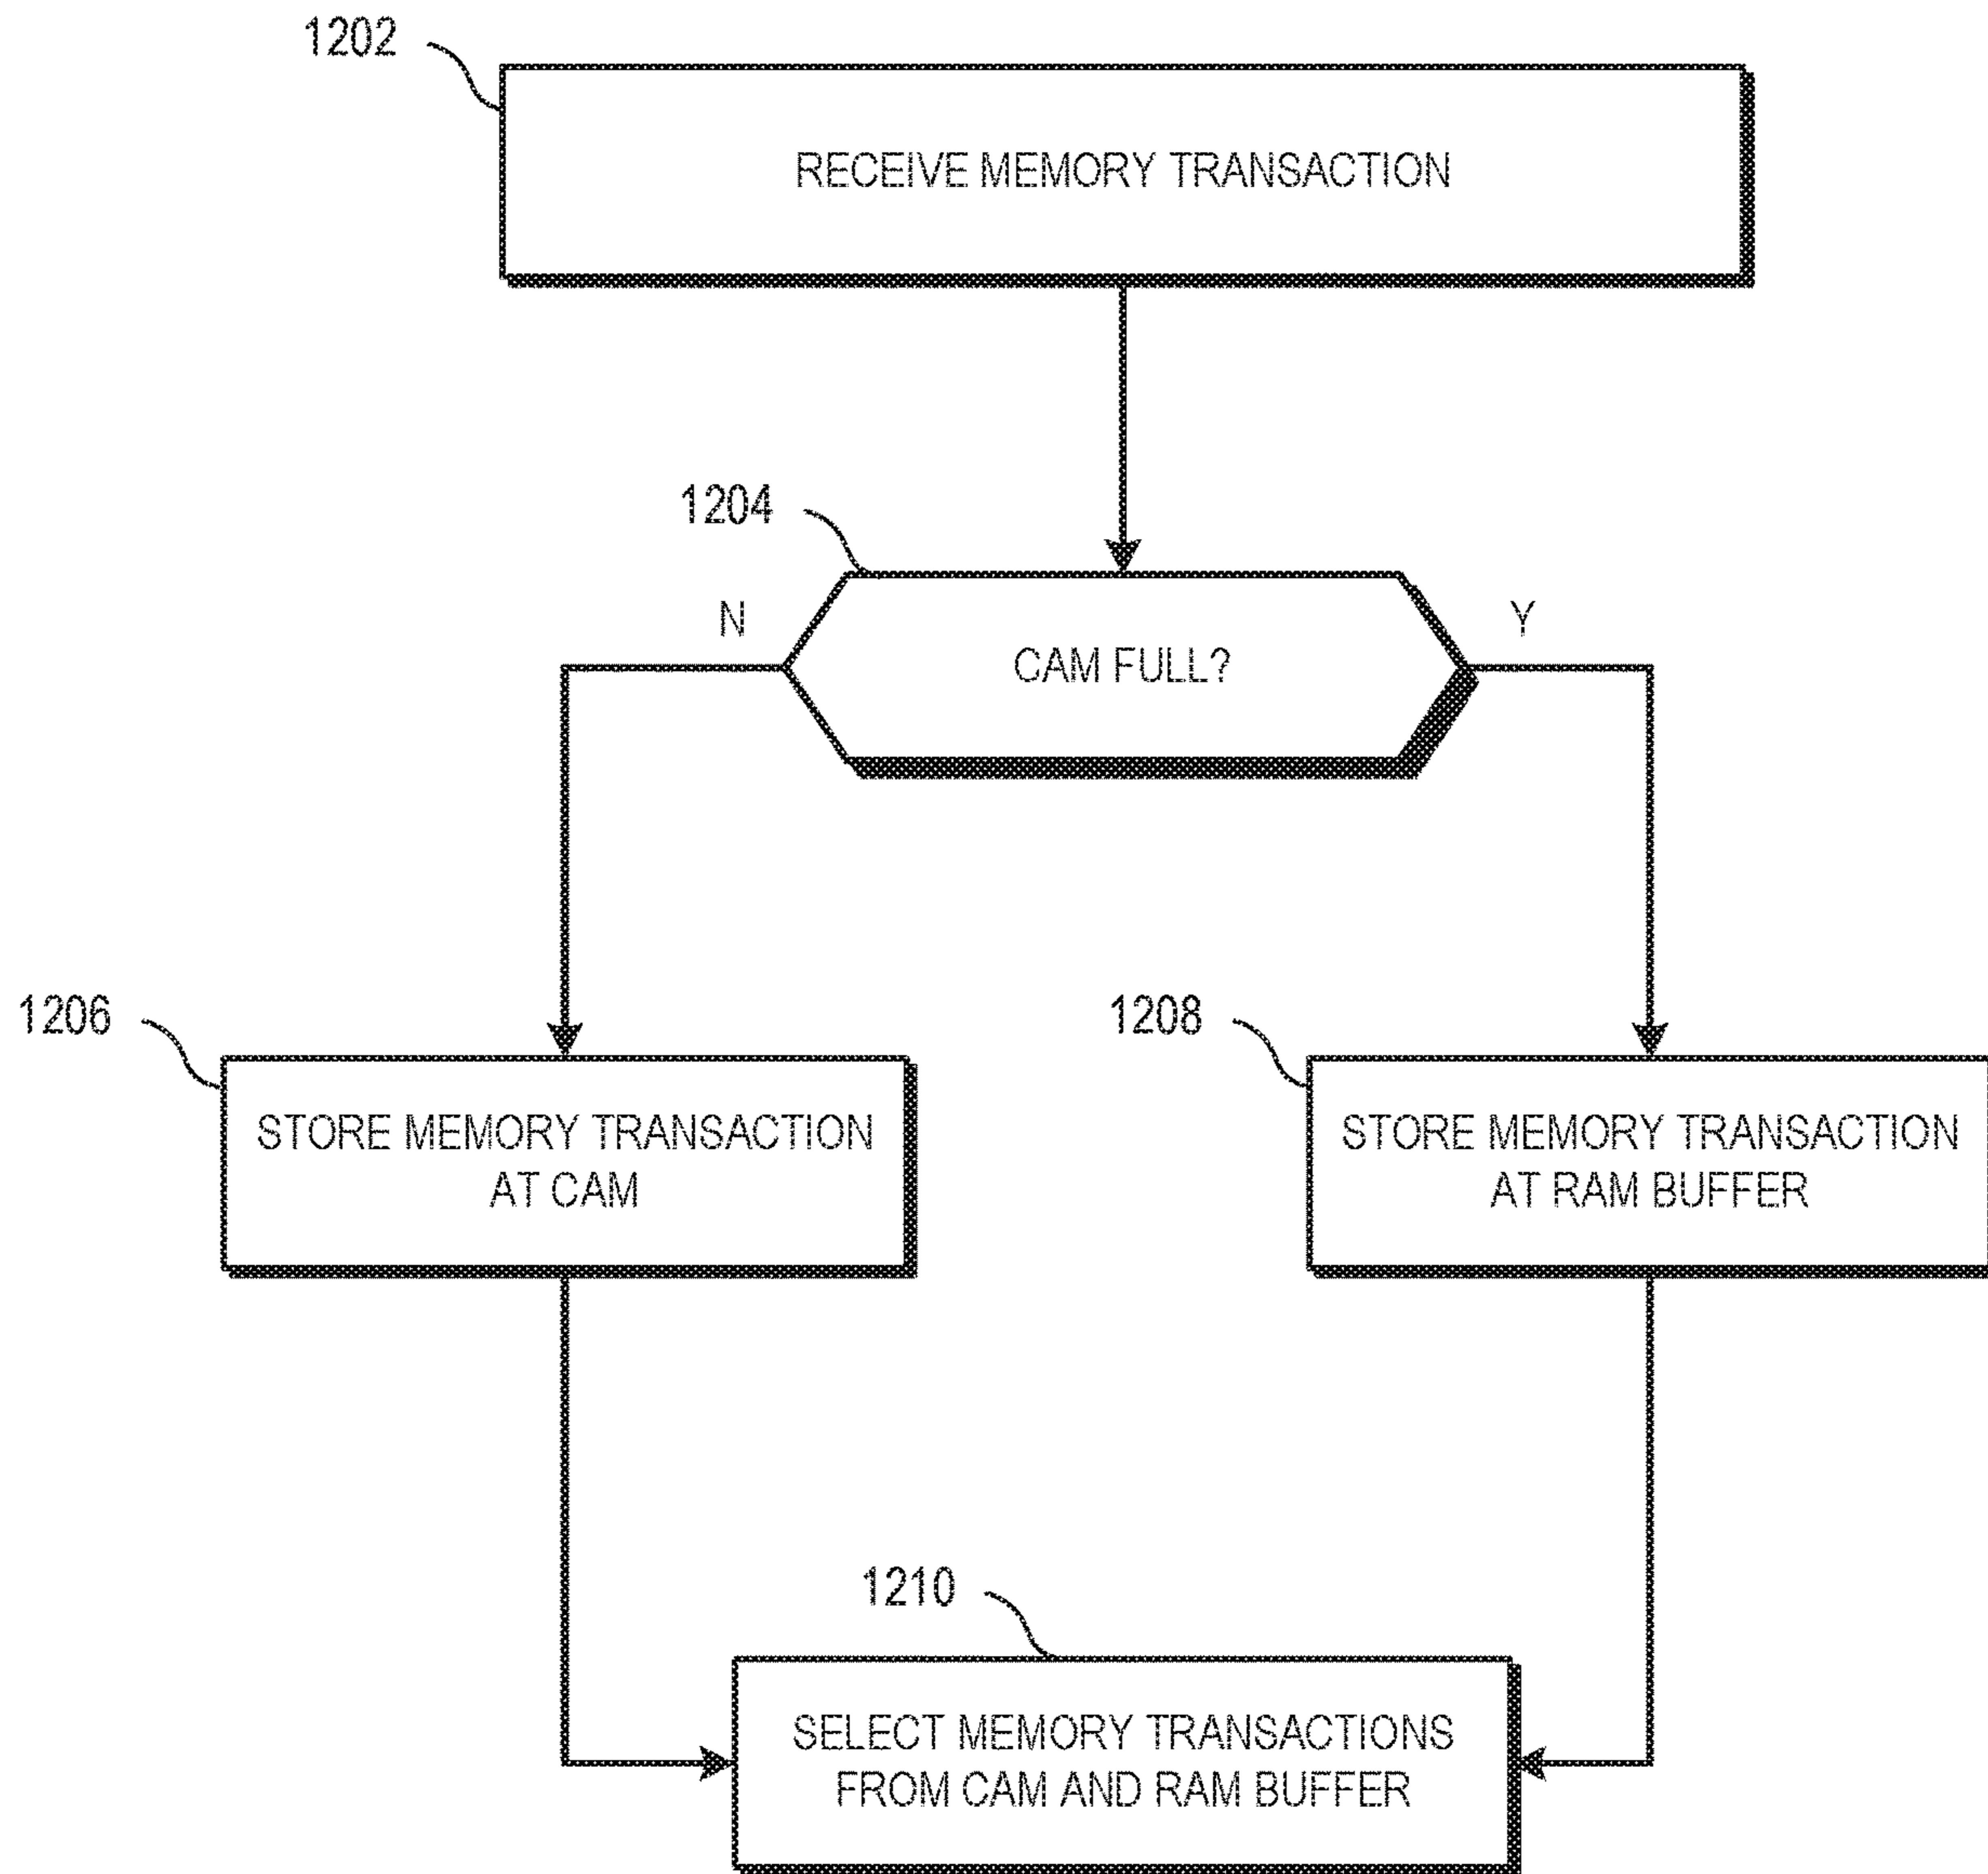 1202
RECEIVE MEMORY TRANSACTION
1204
N
CAM FULL?
Y
1206
STORE MEMORY TRANSACTION
AT CAM
1208
STORE MEMORY TRANSACTION
AT RAM BUFFER
1210
SELECT MEMORY TRANSACTIONS
FROM CAM AND RAM BUFFER